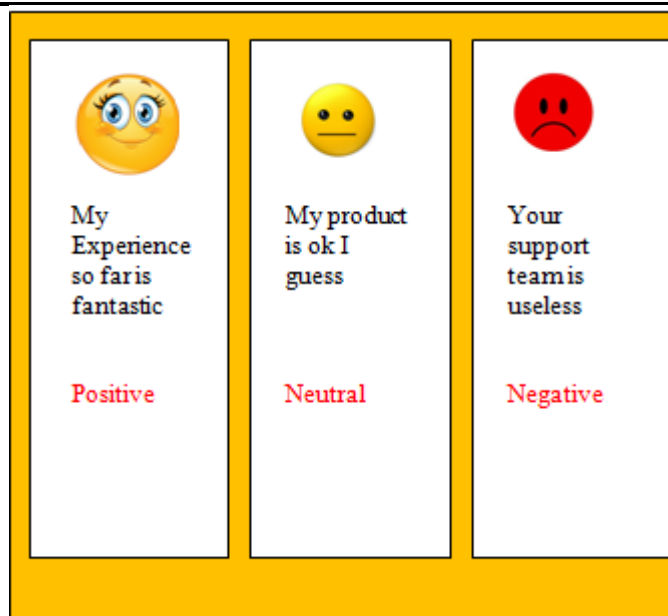 My
Experience
so far is
fantastic
Positive
My product
is ok I
guess
Neutral
Your
support
team is
useless
Negative